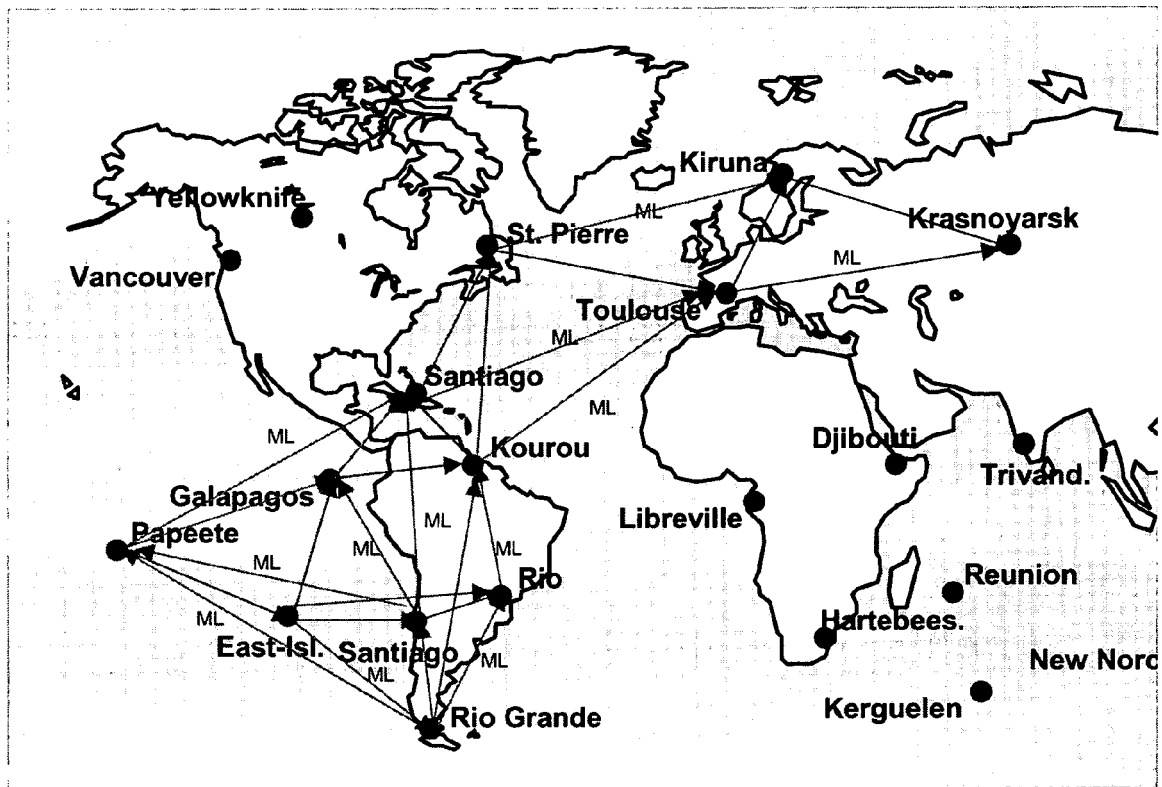 Kiruna
Yellowknife
ML
Krasnoyarsk
St. Pierre
ML
Vancouver
Toulouse
ML
Santiago
ML
ML
Kourou
Djibouti
Trivand.
Galapagos
ML
Libreville
Papeete
ML
ML
ML
Rio
Reunion
ML
Hartebees.
East-Isl.
Santiago
ML
ML
New Nord
Rio Grande
Kerguelen